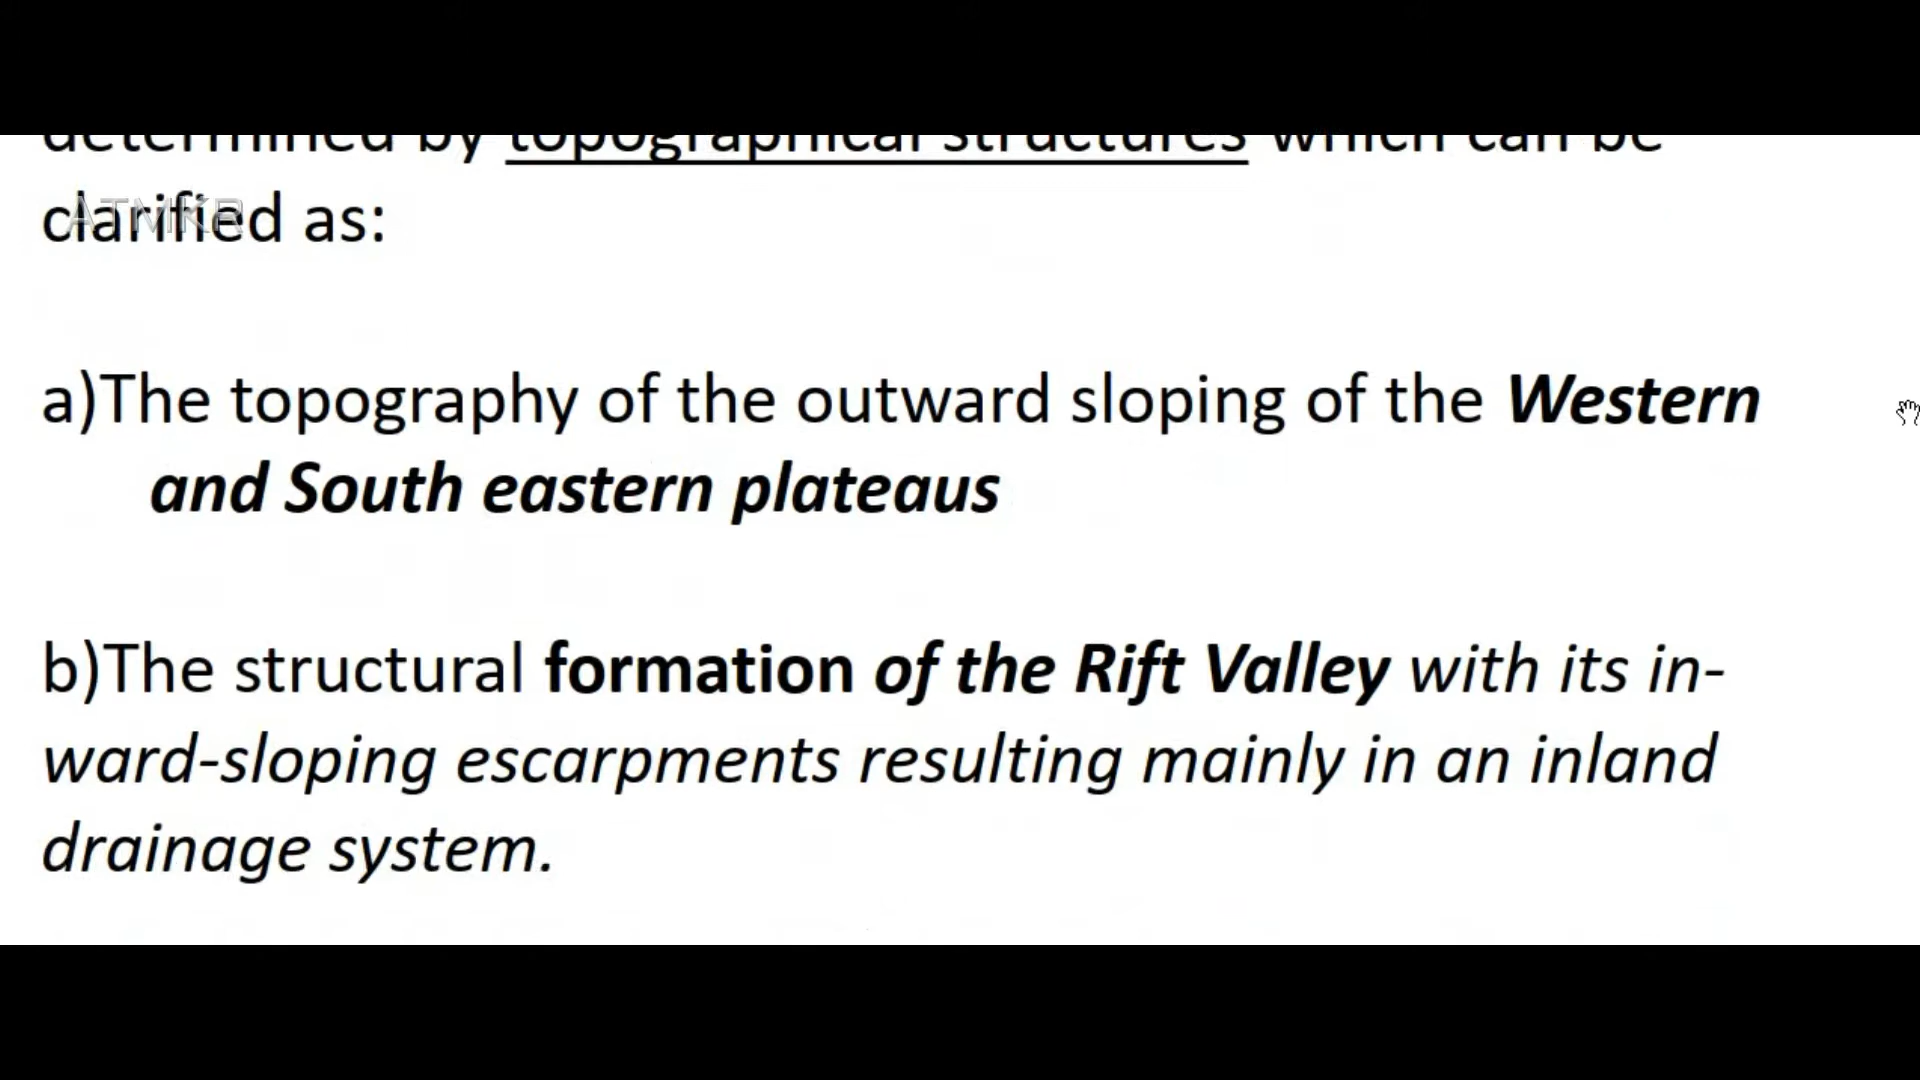 determined by topographical structures which can be
clarified as:
ATMKR
a)The topography of the outward sloping of the Western
and South eastern plateaus
b)The structural formation of the Rift Valley with its in-
ward-sloping escarpments resulting mainly in an inland
drainage system.